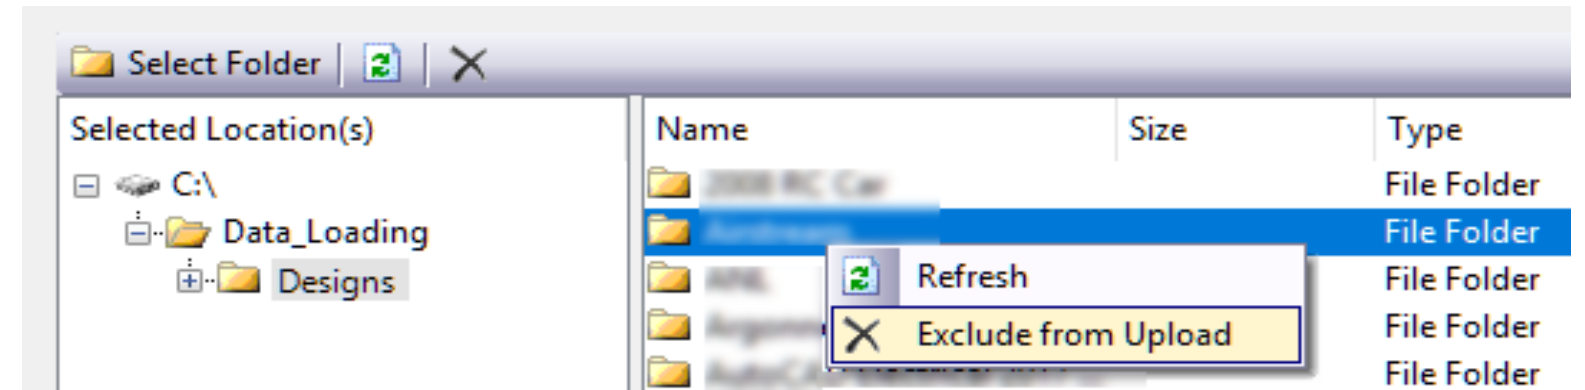 Select Folder
Selected Location(s)
Name Size Type
C:\
File Folder
Data_Loading
File Folder
Designs
Refresh
File Folder
Exclude from Upload
File Folder
File Folder